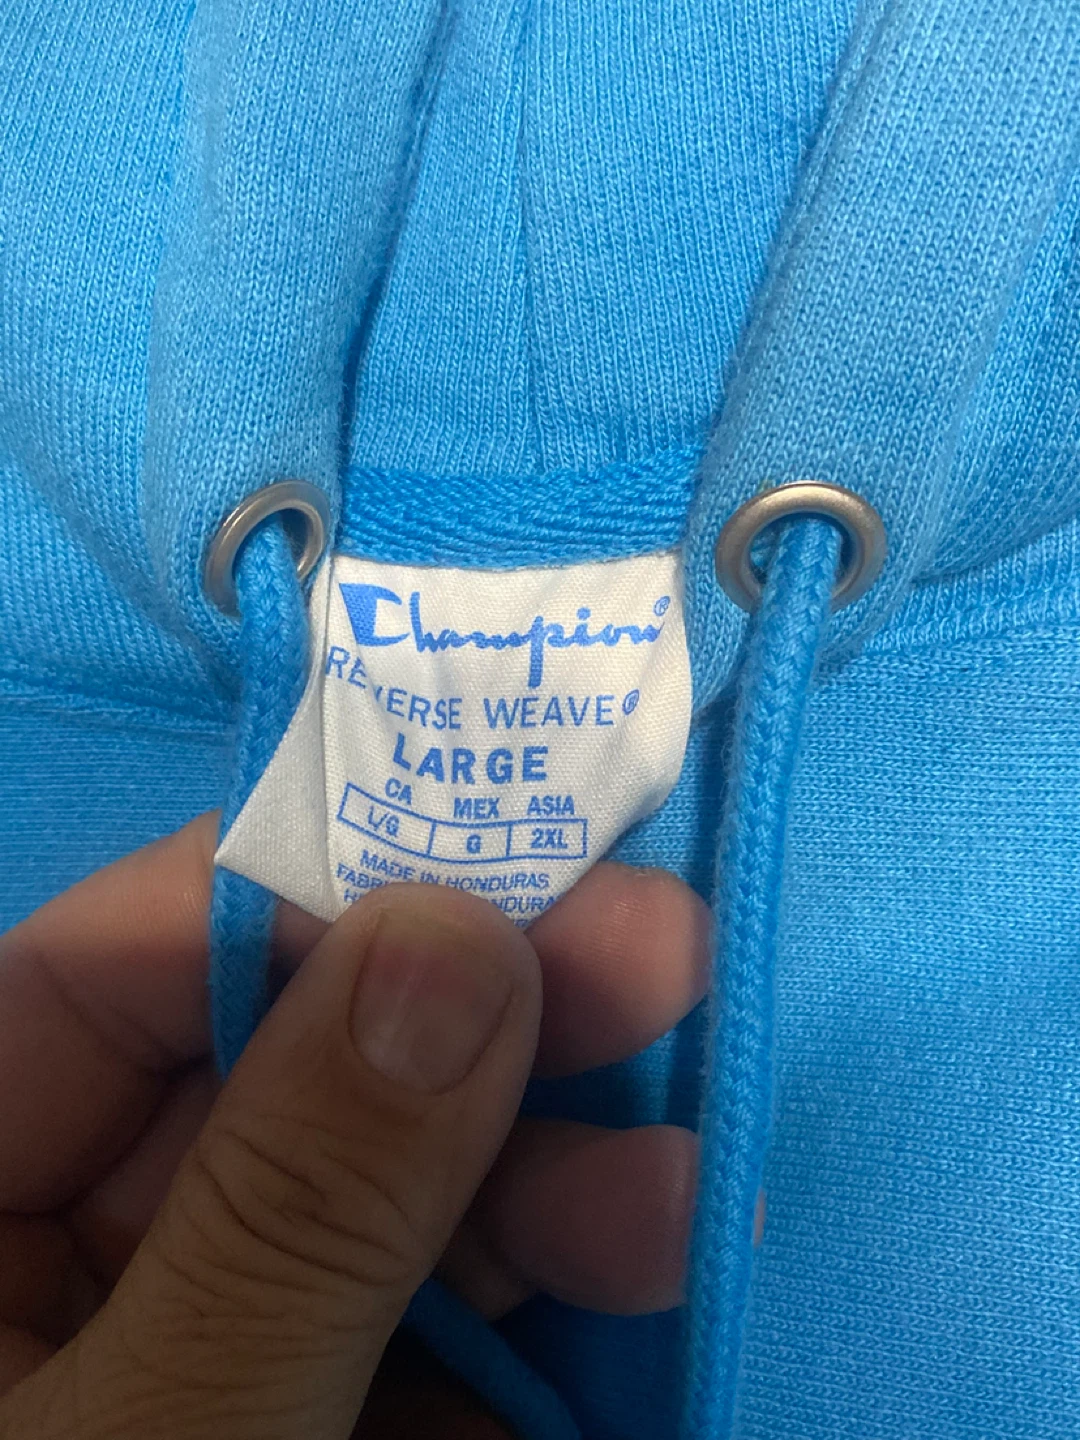 Champion®
REVERSE WEAVE®
LARGE
CA MEX ASIA
L/G G 2XL
MADE IN HONDURAS